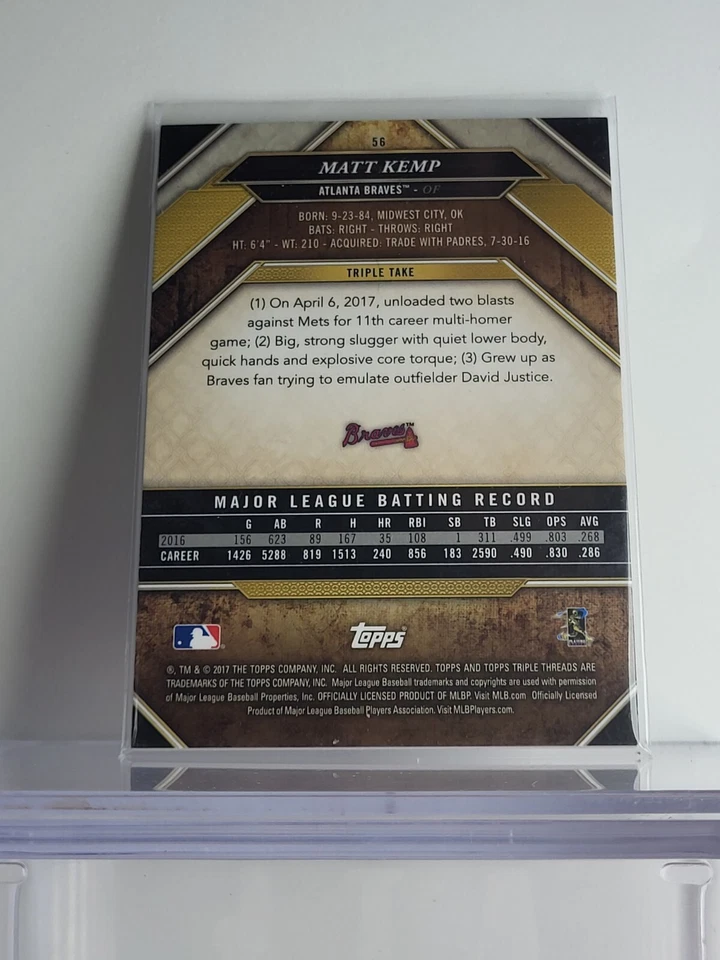 56
MATT KEMP
ATLANTA BRAVES™ - OF
BORN: 9-23-84, MIDWEST CITY, OK
BATS: RIGHT - THROWS: RIGHT
HT: 6'4" - WT: 210 - ACQUIRED: TRADE WITH PADRES, 7-30-16
TRIPLE TAKE
(1) On April 6, 2017, unloaded two blasts
against Mets for 11th career multi-homer
game; (2) Big, strong slugger with quiet lower body,
quick hands and explosive core torque; (3) Grew up as
Braves fan trying to emulate outfielder David Justice.
Braves™
MAJOR LEAGUE BATTING RECORD
G AB R H HR RBI SB TB SLG OPS AVG
2016 156 623 89 167 35 108 1 311 .499 .803 .268
CAREER 1426 5288 819 1513 240 856 183 2590 .490 .830 .286
Topps
®, TM & © 2017 THE TOPPS COMPANY, INC. ALL RIGHTS RESERVED. TOPPS AND TOPPS TRIPLE THREADS ARE
TRADEMARKS OF THE TOPPS COMPANY, INC. Major League Baseball trademarks and copyrights are used with permission
of Major League Baseball Properties, Inc. OFFICIALLY LICENSED PRODUCT OF MLBP. Visit MLB.com Officially Licensed
Product of Major League Baseball Players Association. Visit MLBPlayers.com.